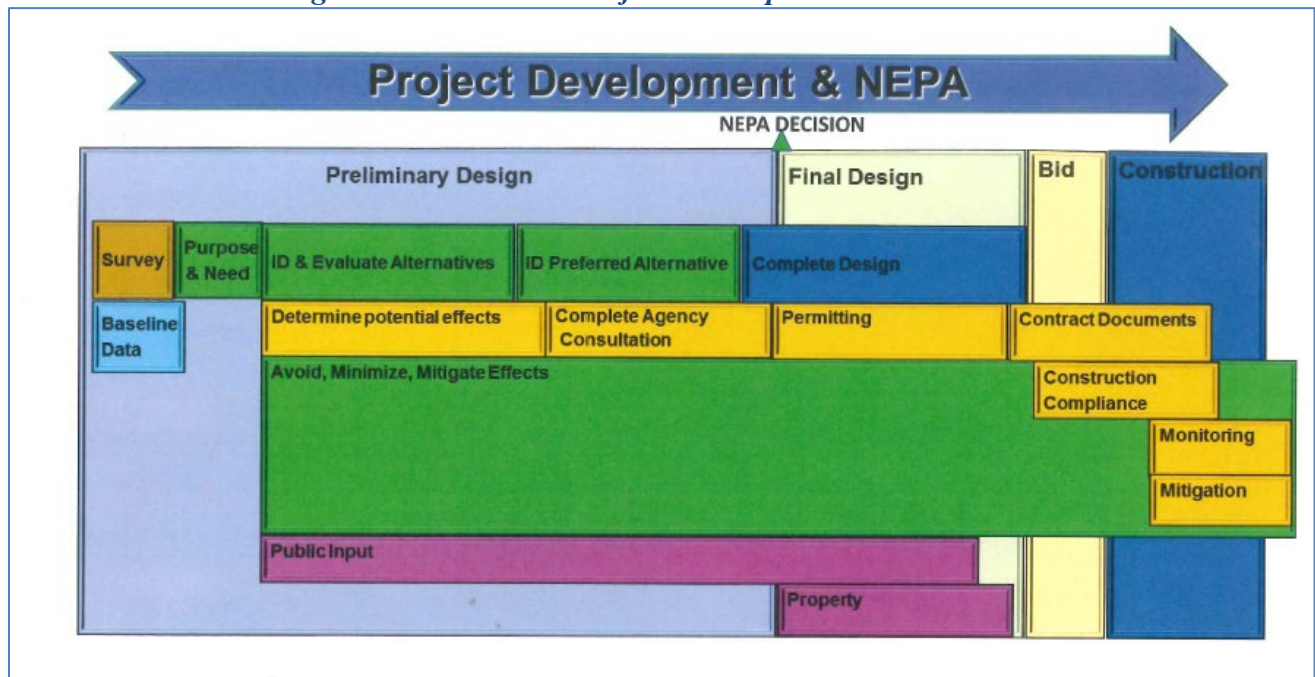 Project Development & NEPA
NEPA DECISION
Preliminary Design
Final Design
Bid
Construction
Survey
Purpose
& Need
ID & Evaluate Alternatives
ID Preferred Alternative
Complete Design
Baseline
Data
Determine potential effects
Complete Agency
Consultation
Permitting
Contract Documents
Avoid, Minimize, Mitigate Effects
Construction
Compliance
Monitoring
Mitigation
Public Input
Property